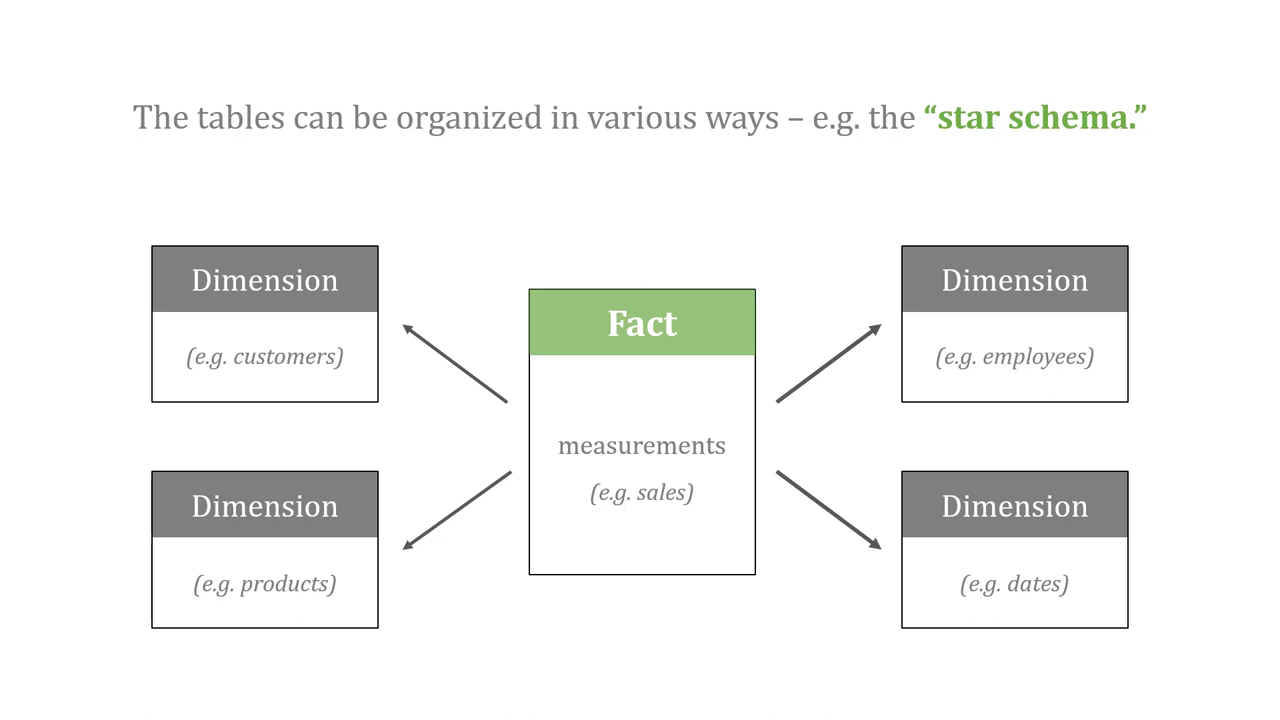 The tables can be organized in various ways – e.g. the “star schema.”
Dimension
(e.g. customers)
Dimension
(e.g. products)
Fact
measurements
(e.g. sales)
Dimension
(e.g. employees)
Dimension
(e.g. dates)